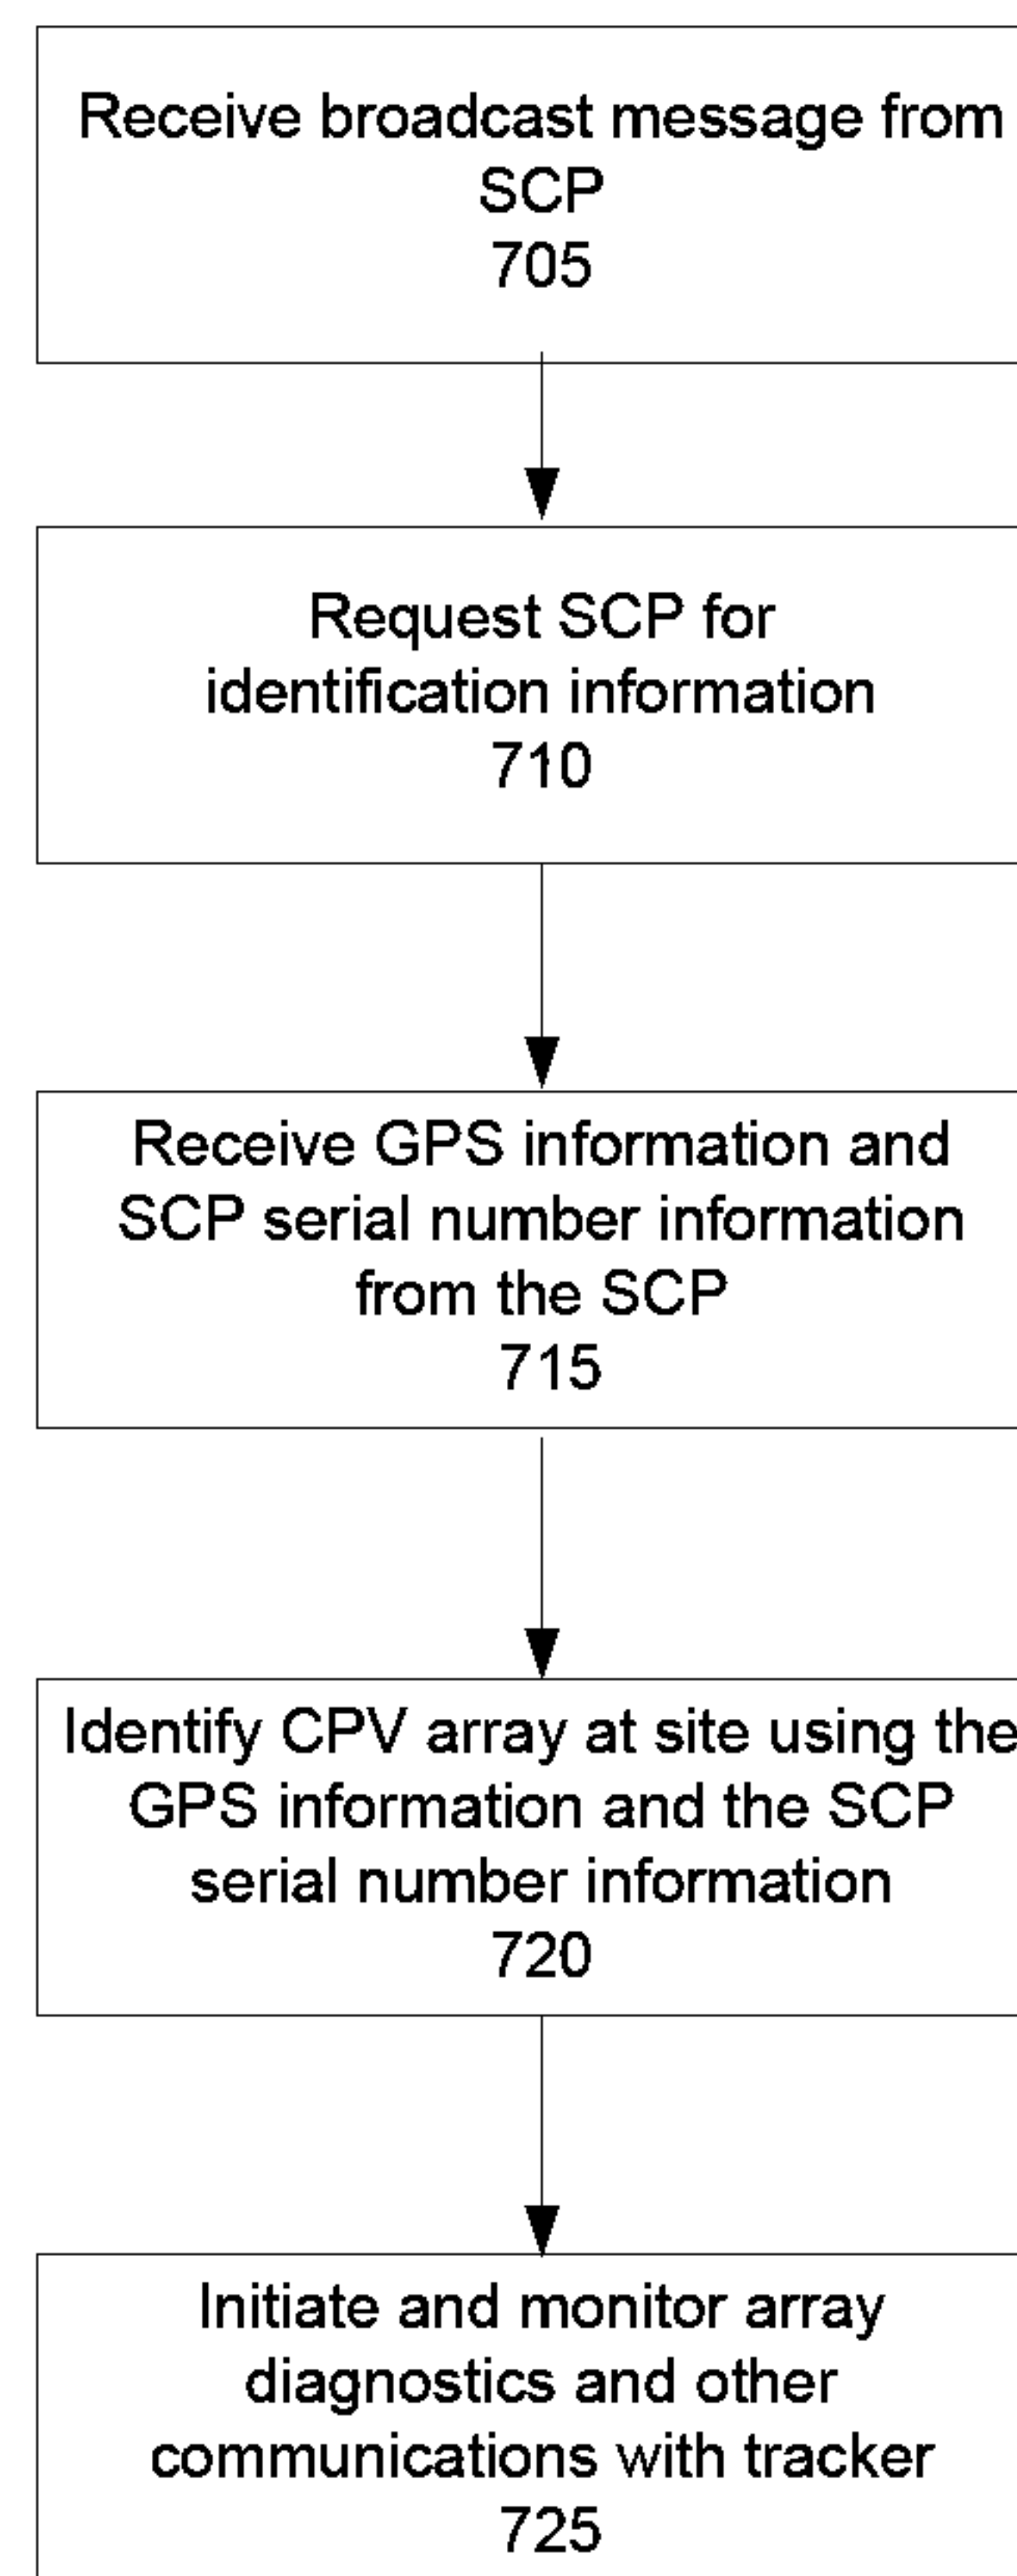 Receive broadcast message from
SCP
705
Request SCP for
identification information
710
Receive GPS information and
SCP serial number information
from the SCP
715
Identify CPV array at site using the
GPS information and the SCP
serial number information
720
Initiate and monitor array
diagnostics and other
communications with tracker
725